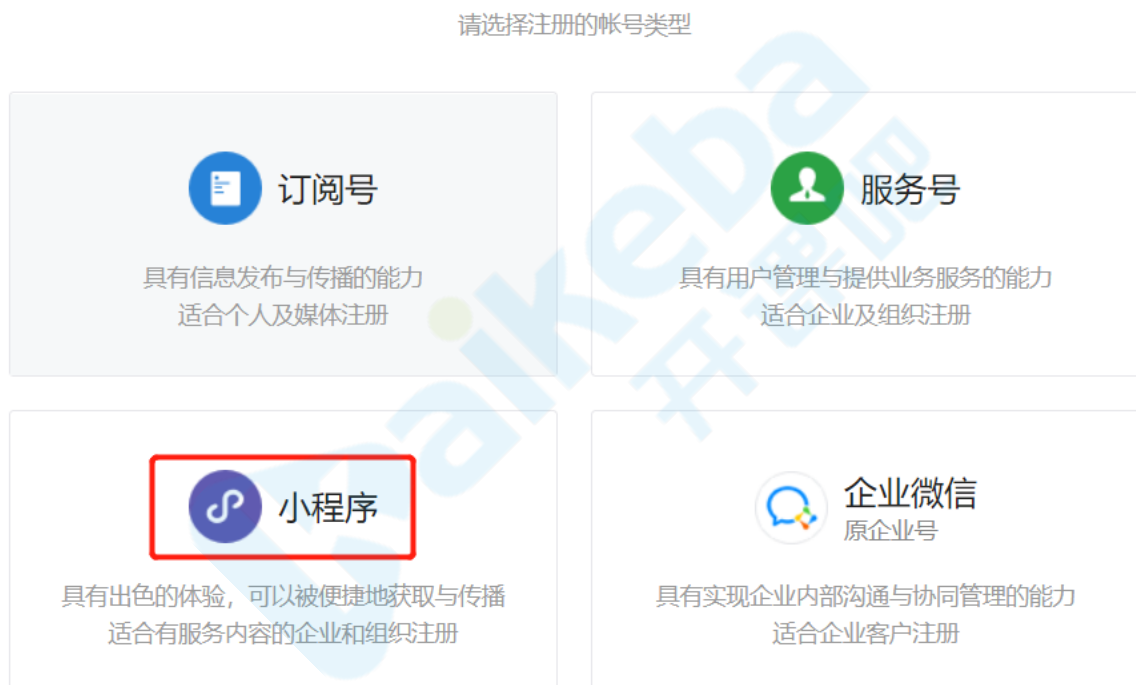 请选择注册的帐号类型
订阅号
具有信息发布与传播的能力
适合个人及媒体注册
服务号
具有用户管理与提供业务服务的能力
适合企业及组织注册
小程序
具有出色的体验，可以被便捷地获取与传播
适合有服务内容的企业和组织注册
企业微信
原企业号
具有实现企业内部沟通与协同管理的能力
适合企业客户注册
kaikeba
开课吧